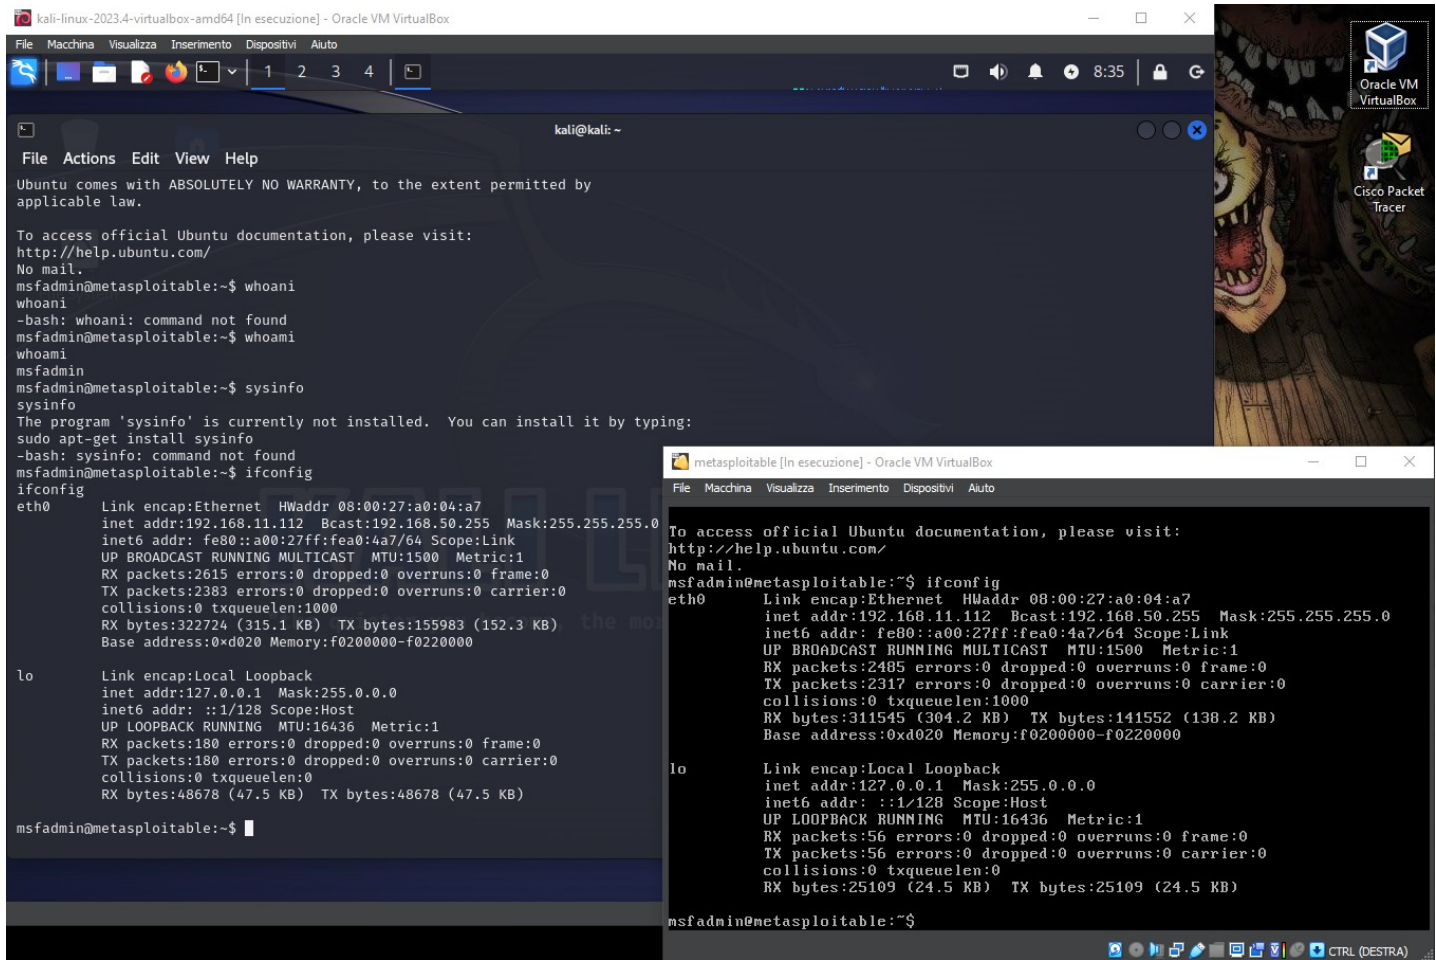 kali-linux-2023.4-virtualbox-amd64 [In esecuzione] - Oracle VM VirtualBox
File Macchina Visualizza Inserimento Dispositivi Aiuto
1 2 3 4 8:35
kali@kali: ~
File Actions Edit View Help
Ubuntu comes with ABSOLUTELY NO WARRANTY, to the extent permitted by
applicable law.
To access official Ubuntu documentation, please visit:
http://help.ubuntu.com/
No mail.
msfadmin@metasploitable:~$ whoani
whoani
-bash: whoani: command not found
msfadmin@metasploitable:~$ whoami
whoami
msfadmin
msfadmin@metasploitable:~$ sysinfo
sysinfo
The program 'sysinfo' is currently not installed. You can install it by typing:
sudo apt-get install sysinfo
-bash: sysinfo: command not found
msfadmin@metasploitable:~$ ifconfig
ifconfig
eth0 Link encap:Ethernet HWaddr 08:00:27:a0:04:a7
inet addr:192.168.11.112 Bcast:192.168.50.255 Mask:255.255.255.0
inet6 addr: fe80::a00:27ff:fea0:4a7/64 Scope:Link
UP BROADCAST RUNNING MULTICAST MTU:1500 Metric:1
RX packets:2615 errors:0 dropped:0 overruns:0 frame:0
TX packets:2383 errors:0 dropped:0 overruns:0 carrier:0
collisions:0 txqueuelen:1000
RX bytes:322724 (315.1 KB) TX bytes:155983 (152.3 KB)
Base address:0×d020 Memory:f0200000-f0220000
lo Link encap:Local Loopback
inet addr:127.0.0.1 Mask:255.0.0.0
inet6 addr: ::1/128 Scope:Host
UP LOOPBACK RUNNING MTU:16436 Metric:1
RX packets:180 errors:0 dropped:0 overruns:0 frame:0
TX packets:180 errors:0 dropped:0 overruns:0 carrier:0
collisions:0 txqueuelen:0
RX bytes:48678 (47.5 KB) TX bytes:48678 (47.5 KB)
msfadmin@metasploitable:~$
Oracle VM
VirtualBox
Cisco Packet
Tracer
metasploitable [In esecuzione] - Oracle VM VirtualBox
File Macchina Visualizza Inserimento Dispositivi Aiuto
To access official Ubuntu documentation, please visit:
http://help.ubuntu.com/
No mail.
msfadmin@metasploitable:~$ ifconfig
eth0 Link encap:Ethernet HWaddr 08:00:27:a0:04:a7
inet addr:192.168.11.112 Bcast:192.168.50.255 Mask:255.255.255.0
inet6 addr: fe80::a00:27ff:fea0:4a7/64 Scope:Link
UP BROADCAST RUNNING MULTICAST MTU:1500 Metric:1
RX packets:2485 errors:0 dropped:0 overruns:0 frame:0
TX packets:2317 errors:0 dropped:0 overruns:0 carrier:0
collisions:0 txqueuelen:1000
RX bytes:311545 (304.2 KB) TX bytes:141552 (138.2 KB)
Base address:0xd020 Memory:f0200000-f0220000
lo Link encap:Local Loopback
inet addr:127.0.0.1 Mask:255.0.0.0
inet6 addr: ::1/128 Scope:Host
UP LOOPBACK RUNNING MTU:16436 Metric:1
RX packets:56 errors:0 dropped:0 overruns:0 frame:0
TX packets:56 errors:0 dropped:0 overruns:0 carrier:0
collisions:0 txqueuelen:0
RX bytes:25109 (24.5 KB) TX bytes:25109 (24.5 KB)
msfadmin@metasploitable:~$
CTRL (DESTRA)